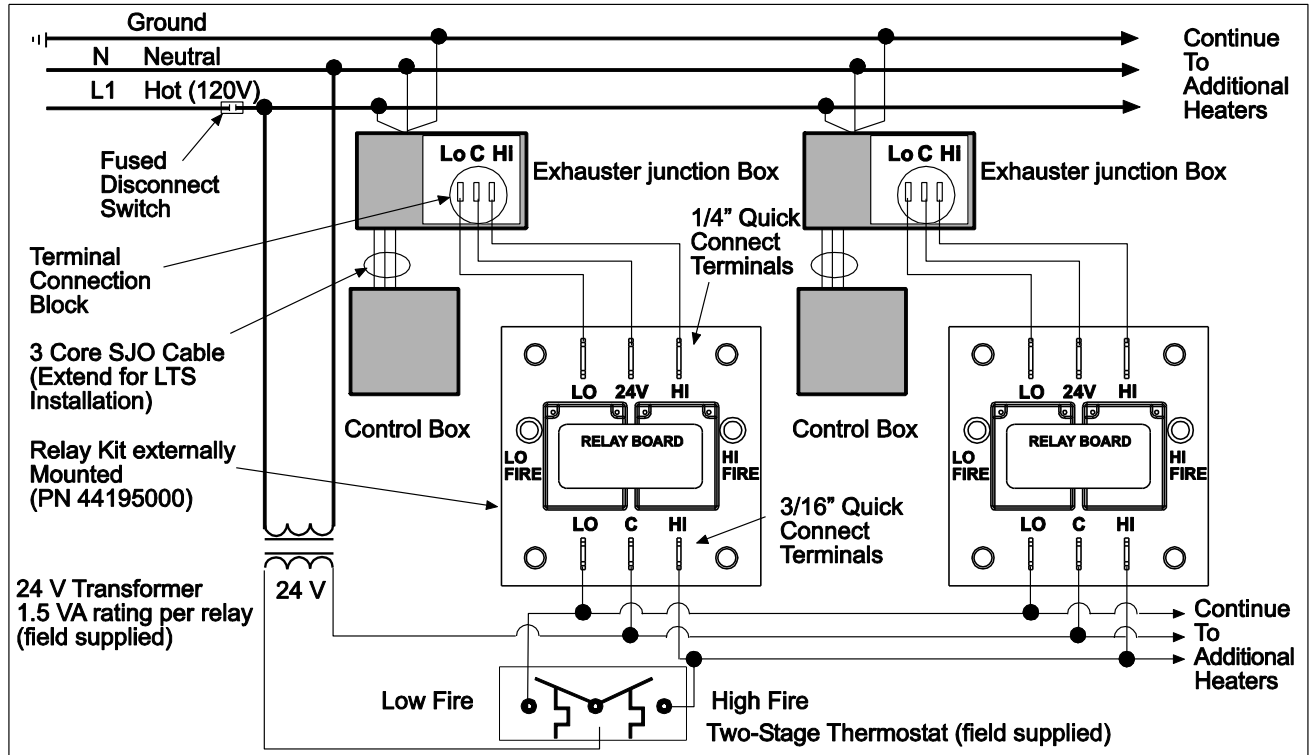 Ground
N Neutral
L1 Hot (120V)
Continue
To
Additional
Heaters
Fused
Disconnect
Switch
Lo C Hi
Exhauster junction Box
Lo C Hi
Exhauster junction Box
Terminal
Connection
Block
1/4" Quick
Connect
Terminals
3 Core SJO Cable
(Extend for LTS
Installation)
Control Box
Control Box
Relay Kit externally
Mounted
(PN 44195000)
LO 24V HI
RELAY BOARD
LO
FIRE
HI
FIRE
LO C HI
LO 24V HI
RELAY BOARD
LO
FIRE
HI
FIRE
LO C HI
3/16" Quick
Connect
Terminals
24 V Transformer
1.5 VA rating per relay
(field supplied)
24 V
Continue
To
Additional
Heaters
Low Fire
High Fire
Two-Stage Thermostat (field supplied)